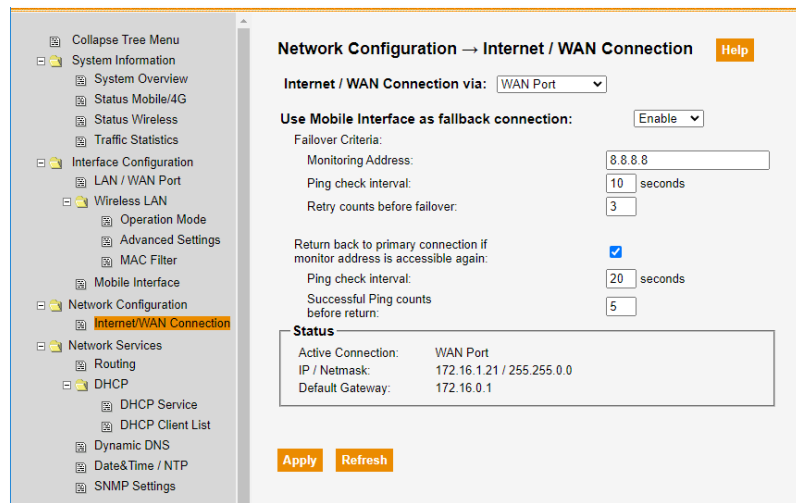 Collapse Tree Menu
System Information
System Overview
Status Mobile/4G
Status Wireless
Traffic Statistics
Interface Configuration
LAN / WAN Port
Wireless LAN
Operation Mode
Advanced Settings
MAC Filter
Mobile Interface
Network Configuration
Internet/WAN Connection
Network Services
Routing
DHCP
DHCP Service
DHCP Client List
Dynamic DNS
Date&Time / NTP
SNMP Settings
Network Configuration → Internet / WAN Connection Help
Internet / WAN Connection via: WAN Port
Use Mobile Interface as fallback connection: Enable
Failover Criteria:
Monitoring Address: 8.8.8.8
Ping check interval: 10 seconds
Retry counts before failover: 3
Return back to primary connection if
monitor address is accessible again:
Ping check interval: 20 seconds
Successful Ping counts
before return: 5
Status
Active Connection: WAN Port
IP / Netmask: 172.16.1.21 / 255.255.0.0
Default Gateway: 172.16.0.1
Apply Refresh